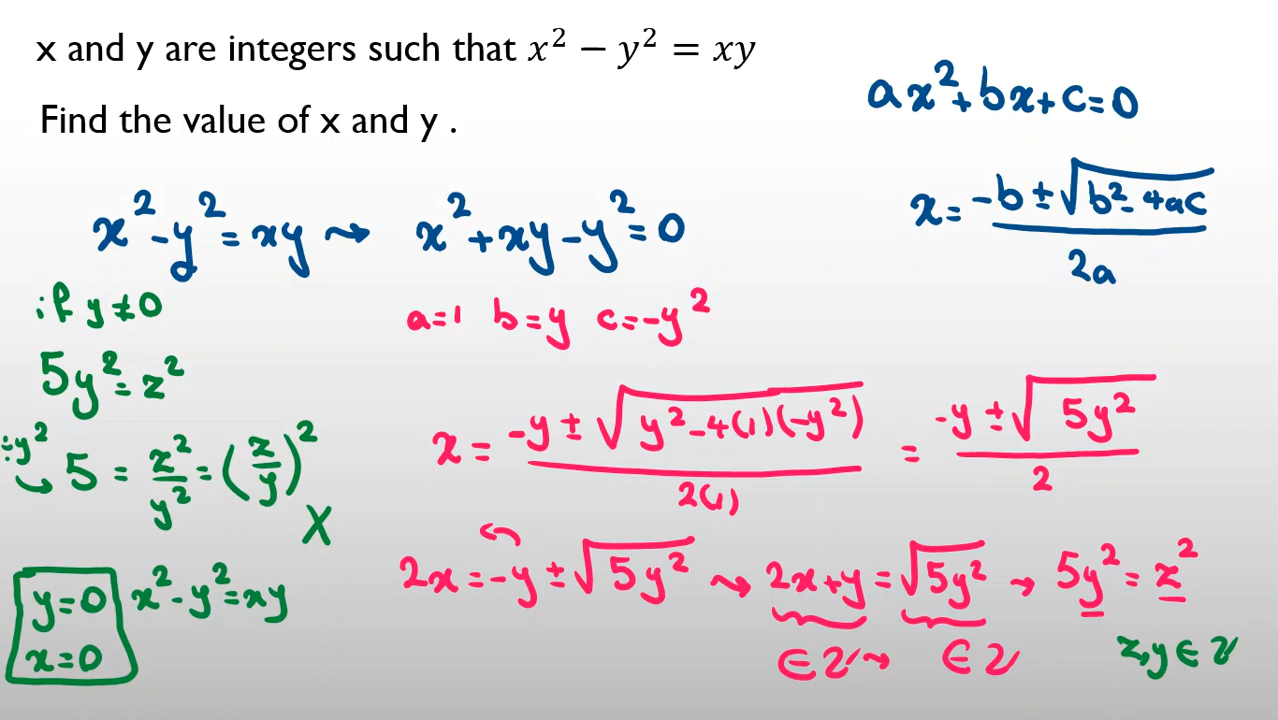 x and y are integers such that x² − y² = xy
Find the value of x and y .
ax²+bx+c=0
x = (-b ± √(b²-4ac)) / 2a
x²-y²=xy → x²+xy-y²=0
a=1 b=y c=-y²
x = (-y ± √(y²-4(1)(-y²))) / 2(1) = (-y ± √(5y²)) / 2
2x=-y±√(5y²) → 2x+y=√(5y²) → 5y²=z²
∈ℤ → ∈ℤ
z,y∈ℤ
if y≠0
5y²=z²
÷y²
5 = z²/y² = (z/y)²
X
y=0 x²-y²=xy
x=0